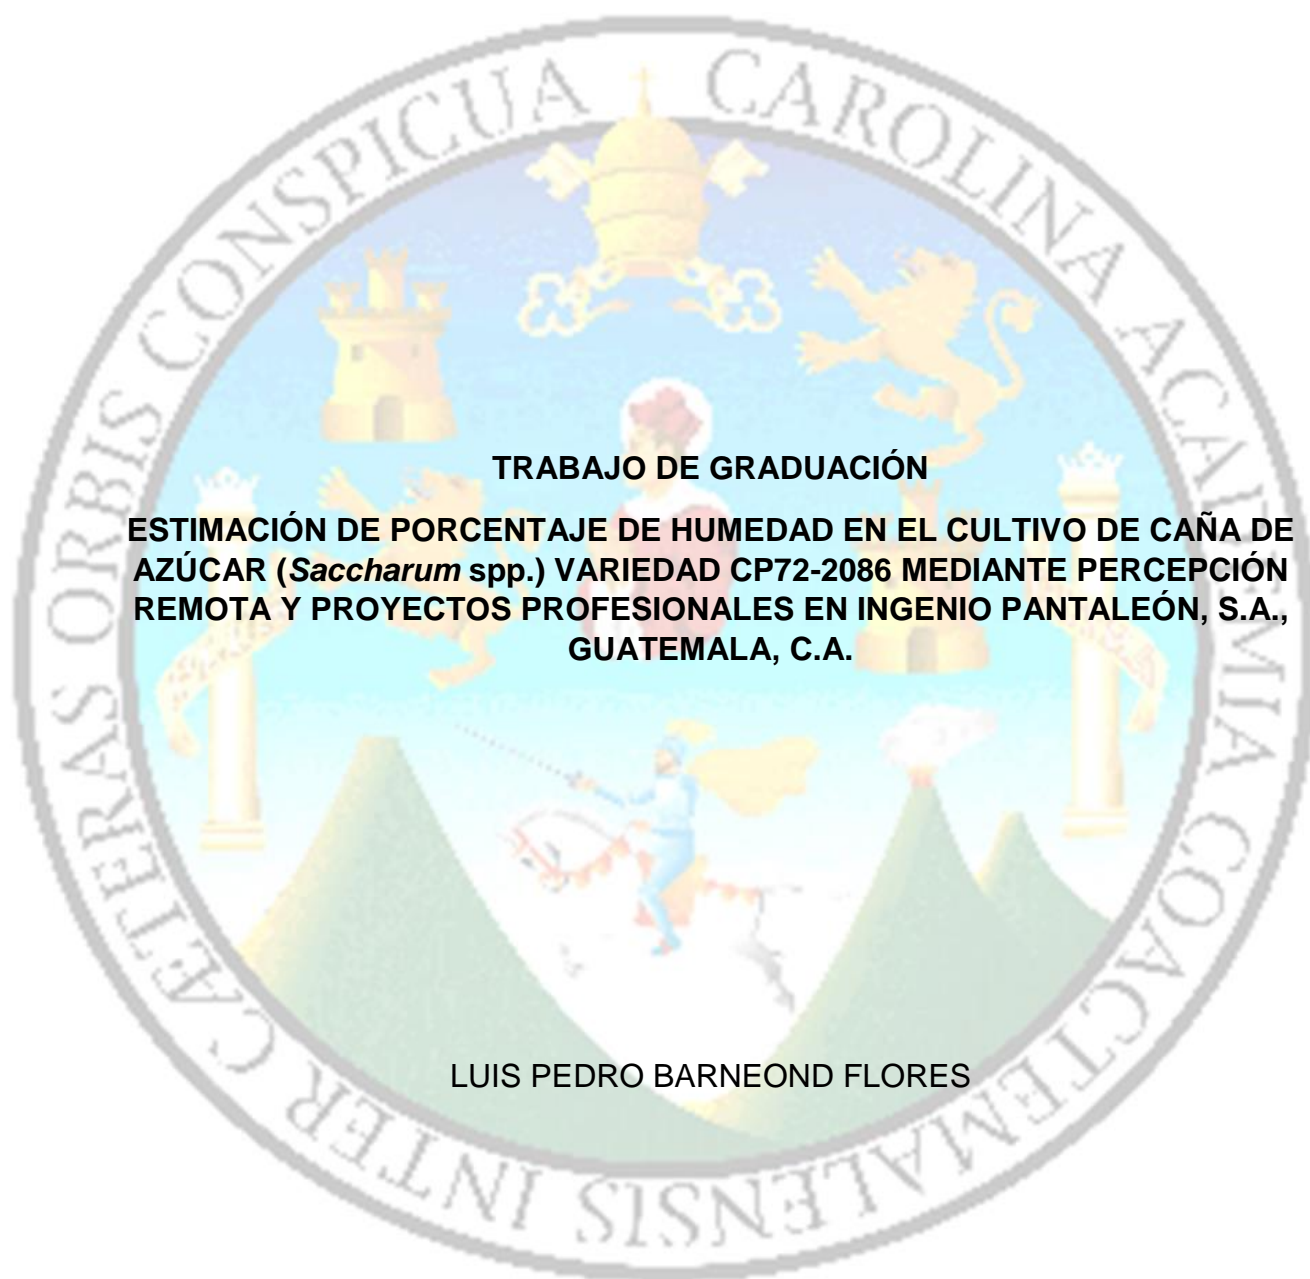 CAROLINA ACADEMIA COACTEMALENSIS INTER CÆTERAS ORBIS CONSPICUA
TRABAJO DE GRADUACIÓN
ESTIMACIÓN DE PORCENTAJE DE HUMEDAD EN EL CULTIVO DE CAÑA DE
AZÚCAR (Saccharum spp.) VARIEDAD CP72-2086 MEDIANTE PERCEPCIÓN
REMOTA Y PROYECTOS PROFESIONALES EN INGENIO PANTALEÓN, S.A.,
GUATEMALA, C.A.
LUIS PEDRO BARNEOND FLORES